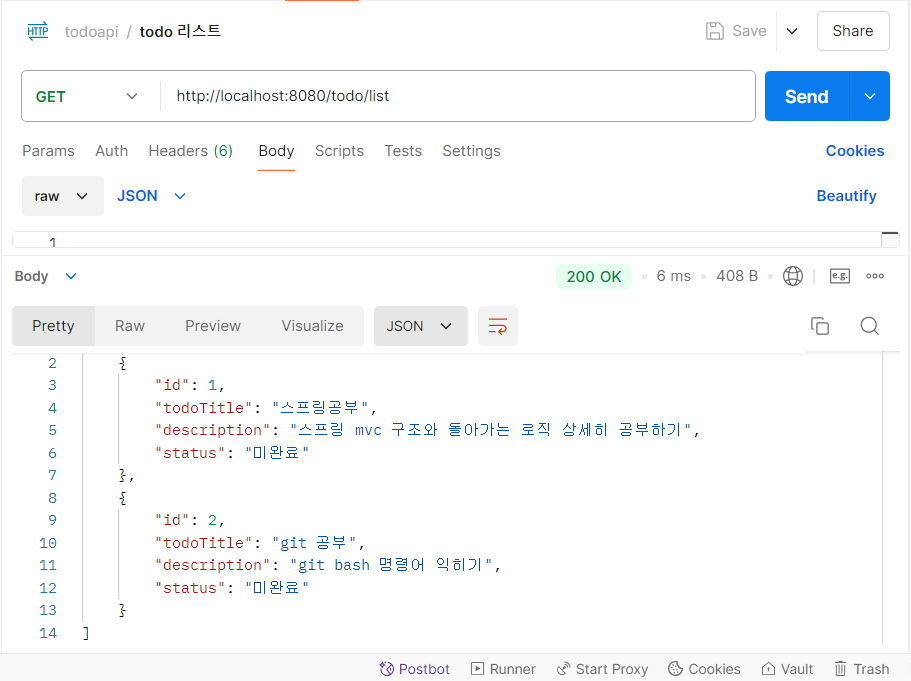 HTTP todoapi / todo 리스트 Save Share
GET http://localhost:8080/todo/list Send
Params Auth Headers (6) Body Scripts Tests Settings Cookies
raw JSON Beautify
1
Body 200 OK 6 ms 408 B e.g.
Pretty Raw Preview Visualize JSON
2 {
3 "id": 1,
4 "todoTitle": "스프링공부",
5 "description": "스프링 mvc 구조와 돌아가는 로직 상세히 공부하기",
6 "status": "미완료"
7 },
8 {
9 "id": 2,
10 "todoTitle": "git 공부",
11 "description": "git bash 명령어 익히기",
12 "status": "미완료"
13 }
14 ]
Postbot Runner Start Proxy Cookies Vault Trash